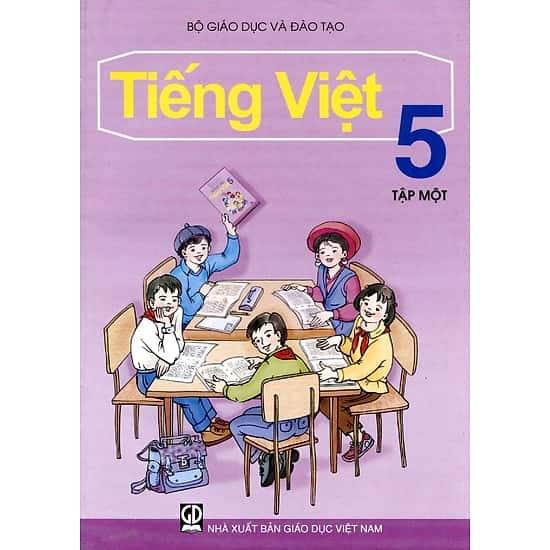 BỘ GIÁO DỤC VÀ ĐÀO TẠO
Tiếng Việt
5
TẬP MỘT
GD
NHÀ XUẤT BẢN GIÁO DỤC VIỆT NAM